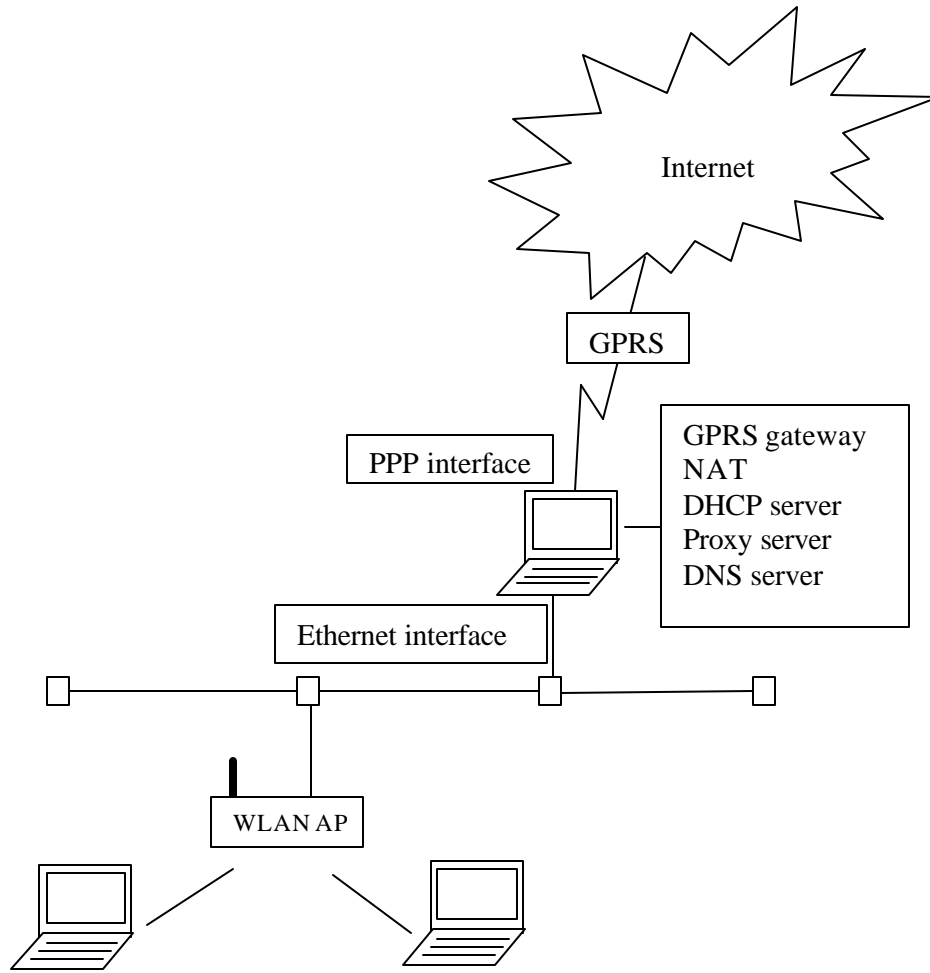 Internet
GPRS
PPP interface
GPRS gateway
NAT
DHCP server
Proxy server
DNS server
Ethernet interface
WLAN AP